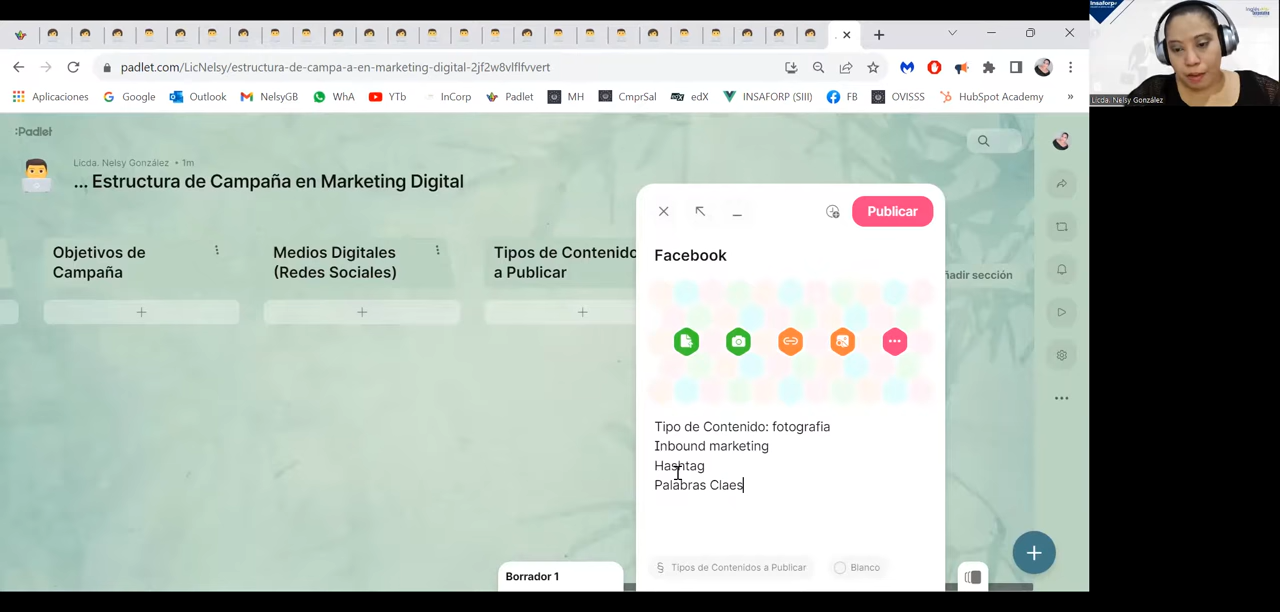 padlet.com/LicNelsy/estructura-de-campa-a-en-marketing-digital-2jf2w8vlflfvvert
Aplicaciones
Google
Outlook
NelsyGB
WhA
YTb
InCorp
Padlet
MH
CmprSal
edX
INSAFORP (SIII)
FB
OVISSS
HubSpot Academy
»
:Padlet
Licda. Nelsy González • 1m
... Estructura de Campaña en Marketing Digital
Objetivos de
Campaña
Medios Digitales
(Redes Sociales)
Tipos de Contenido
a Publicar
ñadir sección
Publicar
Facebook
Tipo de Contenido: fotografia
Inbound marketing
Hashtag
Palabras Claes
Tipos de Contenidos a Publicar
Blanco
Borrador 1
Insaforp
Licda. Nelsy González